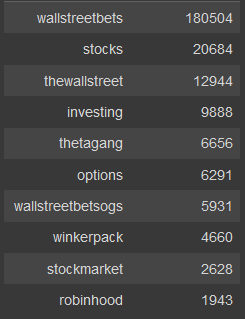 wallstreetbets 180504
stocks 20684
thewallstreet 12944
investing 9888
thetagang 6656
options 6291
wallstreetbetsogs 5931
winkerpack 4660
stockmarket 2628
robinhood 1943